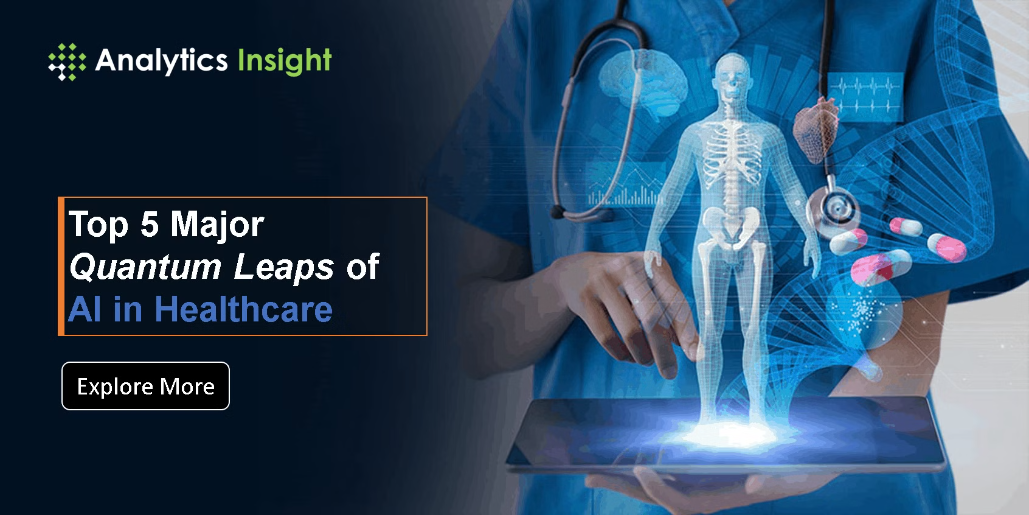 Analytics Insight
Top 5 Major
Quantum Leaps of
AI in Healthcare
Explore More